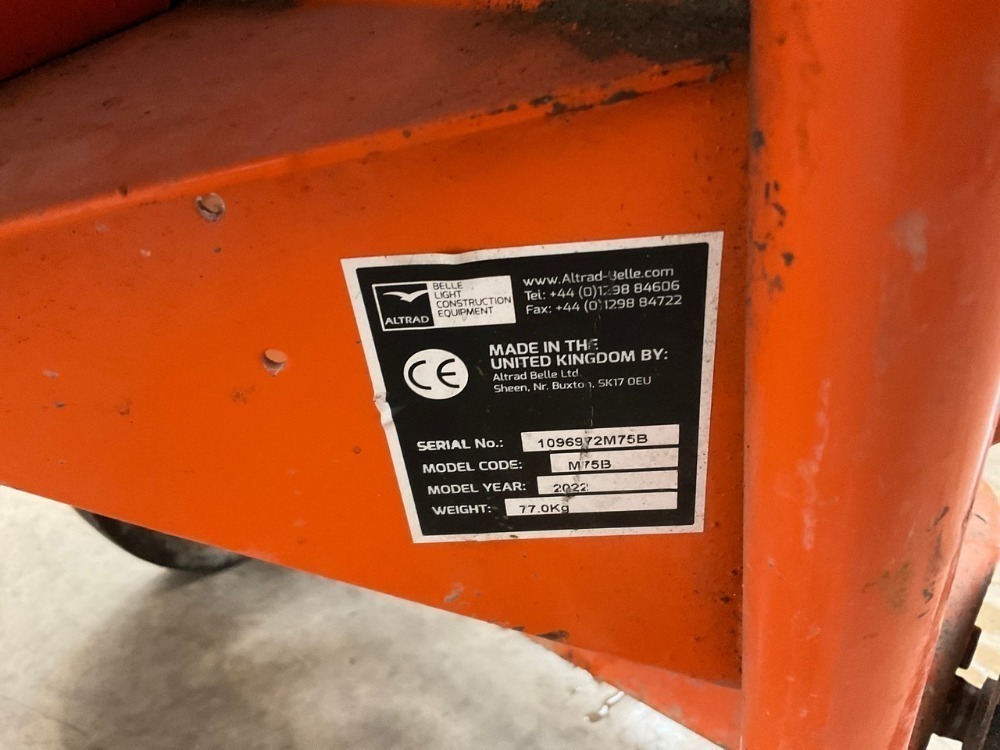 ALTRAD
BELLE
LIGHT
CONSTRUCTION
EQUIPMENT
www.Altrad-Belle.com
Tel: +44 (0)1298 84606
Fax: +44 (0)1298 84722
CE
MADE IN THE
UNITED KINGDOM BY:
Altrad Belle Ltd.
Sheen, Nr. Buxton, SK17 0EU
SERIAL No.: 1096972M75B
MODEL CODE: M75B
MODEL YEAR: 2022
WEIGHT: 77.0Kg